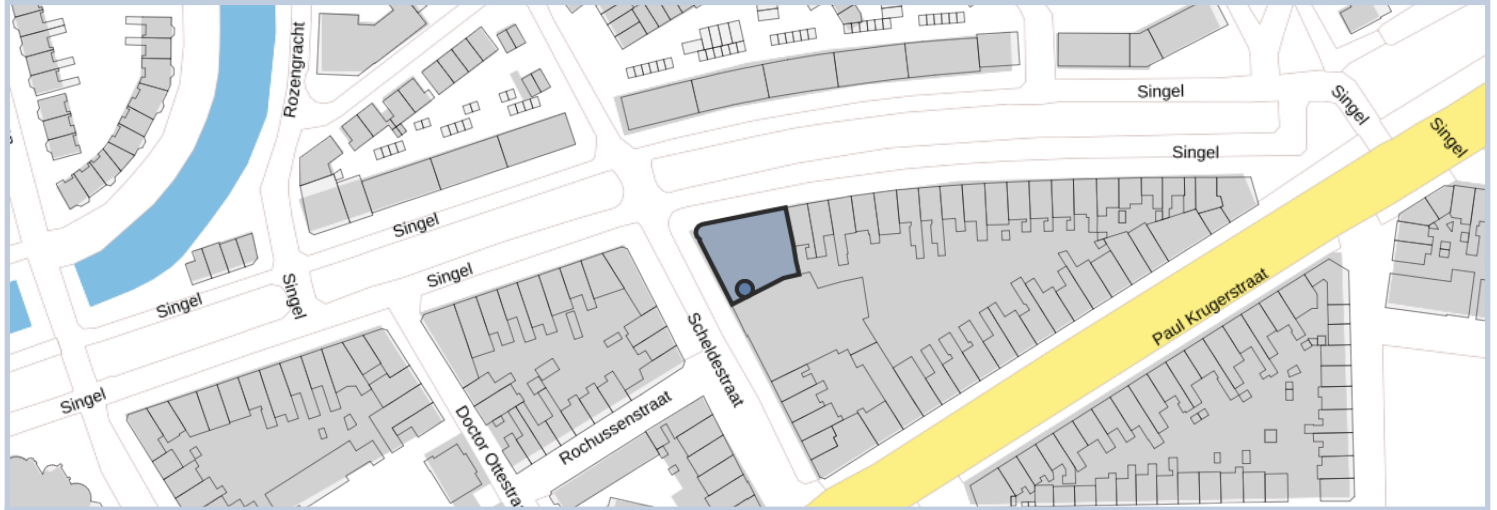 Rozengracht
Singel
Singel
Singel
Singel
Singel
Singel
Singel
Singel
Singel
Singel
Scheldestraat
Paul Krugerstraat
Rochussenstraat
Doctor Ottestra